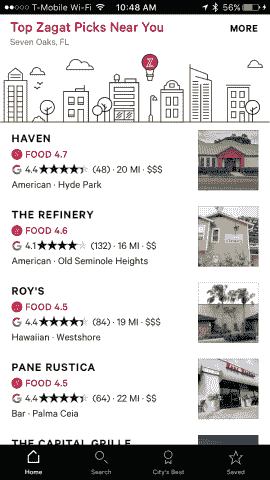 T-Mobile Wi-Fi 10:48 AM 56%
Top Zagat Picks Near You MORE
Seven Oaks, FL
HAVEN
FOOD 4.7
4.4 ★★★★★ (48) · 20 MI · $$$
American · Hyde Park
THE REFINERY
FOOD 4.6
4.1 ★★★★★ (132) · 16 MI · $$
American · Old Seminole Heights
ROY'S
FOOD 4.5
4.4 ★★★★★ (84) · 19 MI · $$$
Hawaiian · Westshore
PANE RUSTICA
FOOD 4.5
4.4 ★★★★★ (64) · 22 MI · $$
Bar · Palma Ceia
THE CAPITAL GRILLE
Home Search City's Best Saved